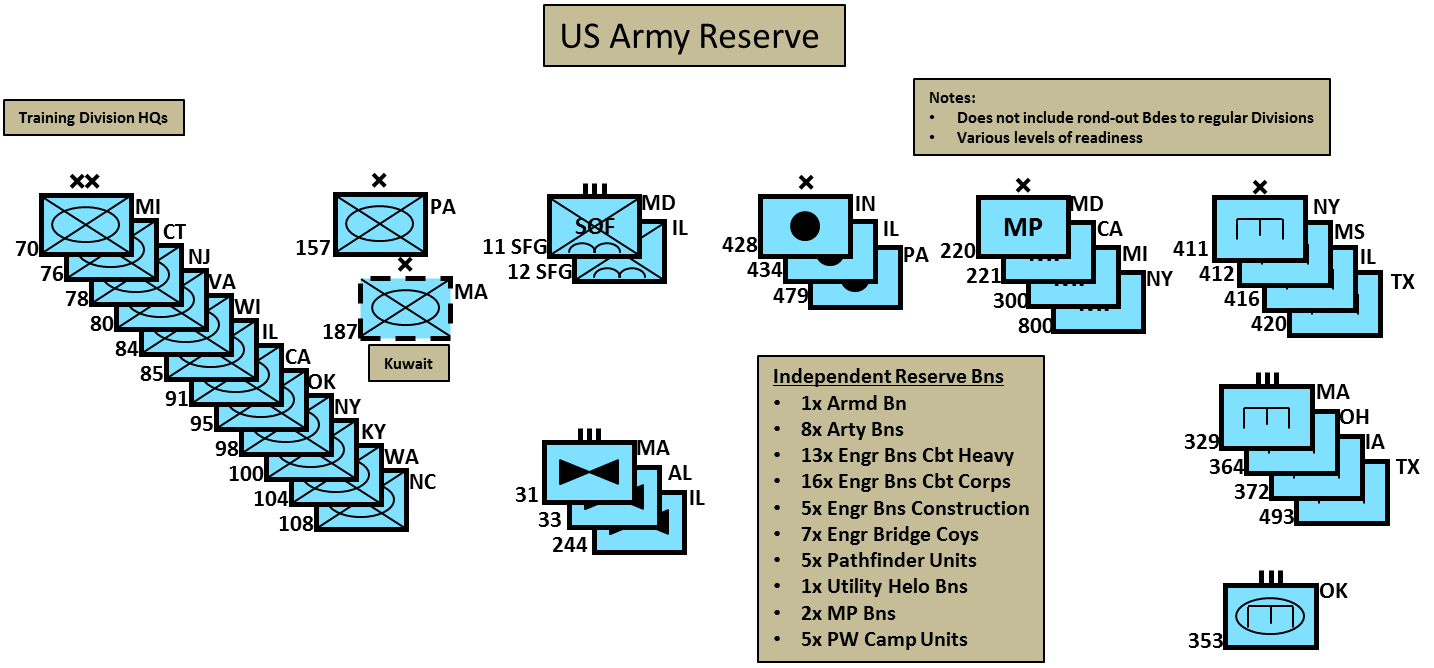 US Army Reserve
Training Division HQs
Notes:
• Does not include rond-out Bdes to regular Divisions
• Various levels of readiness
MI
70
CT
76
NJ
78
VA
80
WI
84
IL
85
CA
91
OK
95
NY
98
KY
100
WA
104
NC
108
PA
157
MA
187
Kuwait
SOF
MD
11 SFG
IL
12 SFG
MA
31
AL
33
IL
244
IN
428
IL
434
PA
479
MP
MD
220
CA
221
MI
300
NY
800
NY
411
MS
412
IL
416
TX
420
Independent Reserve Bns
• 1x Armd Bn
• 8x Arty Bns
• 13x Engr Bns Cbt Heavy
• 16x Engr Bns Cbt Corps
• 5x Engr Bns Construction
• 7x Engr Bridge Coys
• 5x Pathfinder Units
• 1x Utility Helo Bns
• 2x MP Bns
• 5x PW Camp Units
MA
329
OH
364
IA
372
TX
493
OK
353